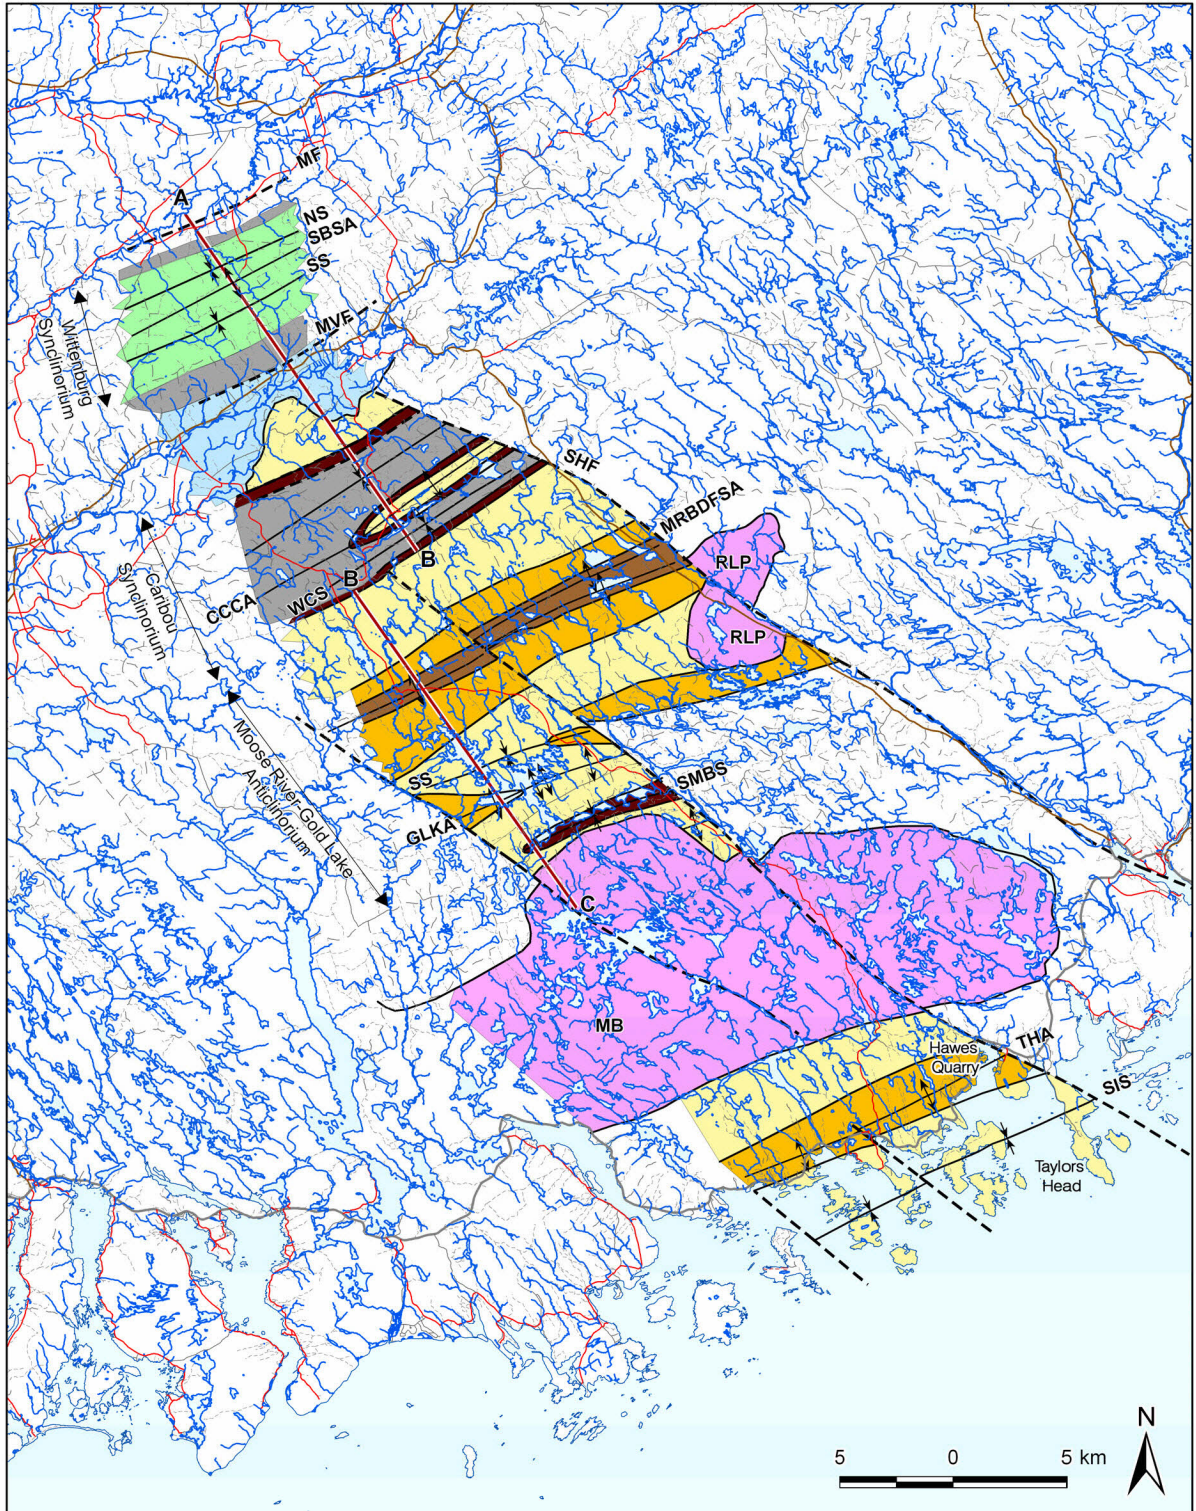 MF
A
NS
SBSA
SS
MVF
Wittenburg
Synclinorium
SHF
MRBDFSA
RLP
B
B
WCS
CCCA
Caribou
Synclinorium
RLP
Moose River-Gold Lake
Anticlinorium
SS
SMBS
GLKA
C
MB
THA
Hawes
Quarry
SIS
Taylors
Head
N
5 0 5 km